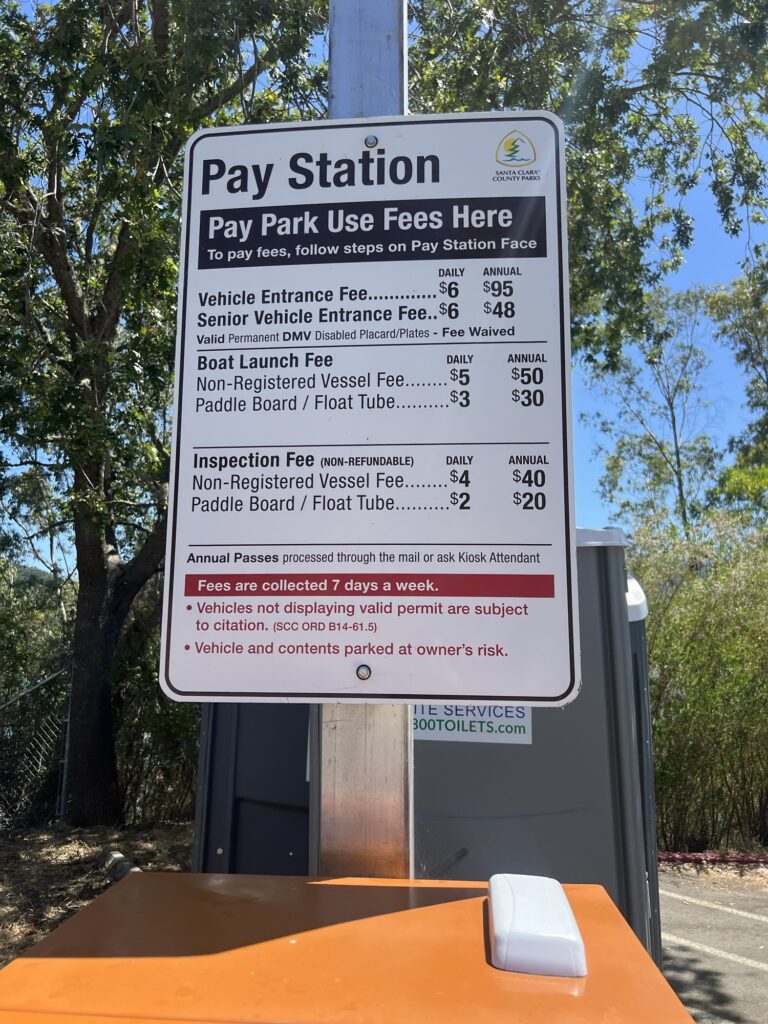 Pay Station
SANTA CLARA
COUNTY PARKS
Pay Park Use Fees Here
To pay fees, follow steps on Pay Station Face
DAILY ANNUAL
Vehicle Entrance Fee............. $6 $95
Senior Vehicle Entrance Fee.. $6 $48
Valid Permanent DMV Disabled Placard/Plates - Fee Waived
Boat Launch Fee DAILY ANNUAL
Non-Registered Vessel Fee........ $5 $50
Paddle Board / Float Tube.......... $3 $30
Inspection Fee (NON-REFUNDABLE) DAILY ANNUAL
Non-Registered Vessel Fee........ $4 $40
Paddle Board / Float Tube.......... $2 $20
Annual Passes processed through the mail or ask Kiosk Attendant
Fees are collected 7 days a week.
• Vehicles not displaying valid permit are subject
to citation. (SCC ORD B14-61.5)
• Vehicle and contents parked at owner's risk.
SERVICES
00TOILETS.com